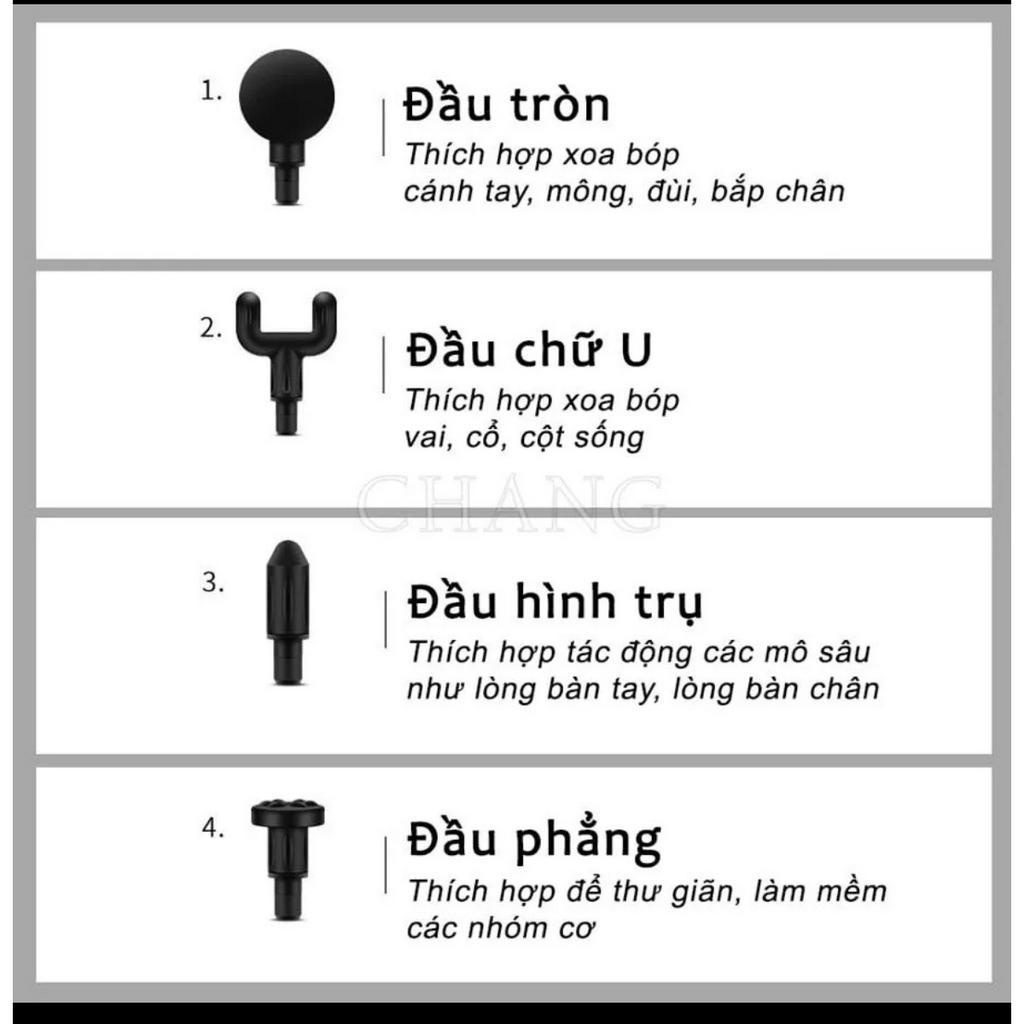 1.
Đầu tròn
Thích hợp xoa bóp
cánh tay, mông, đùi, bắp chân
2.
Đầu chữ U
Thích hợp xoa bóp
vai, cổ, cột sống
CHANG
3.
Đầu hình trụ
Thích hợp tác động các mô sâu
như lòng bàn tay, lòng bàn chân
4.
Đầu phẳng
Thích hợp để thư giãn, làm mềm
các nhóm cơ